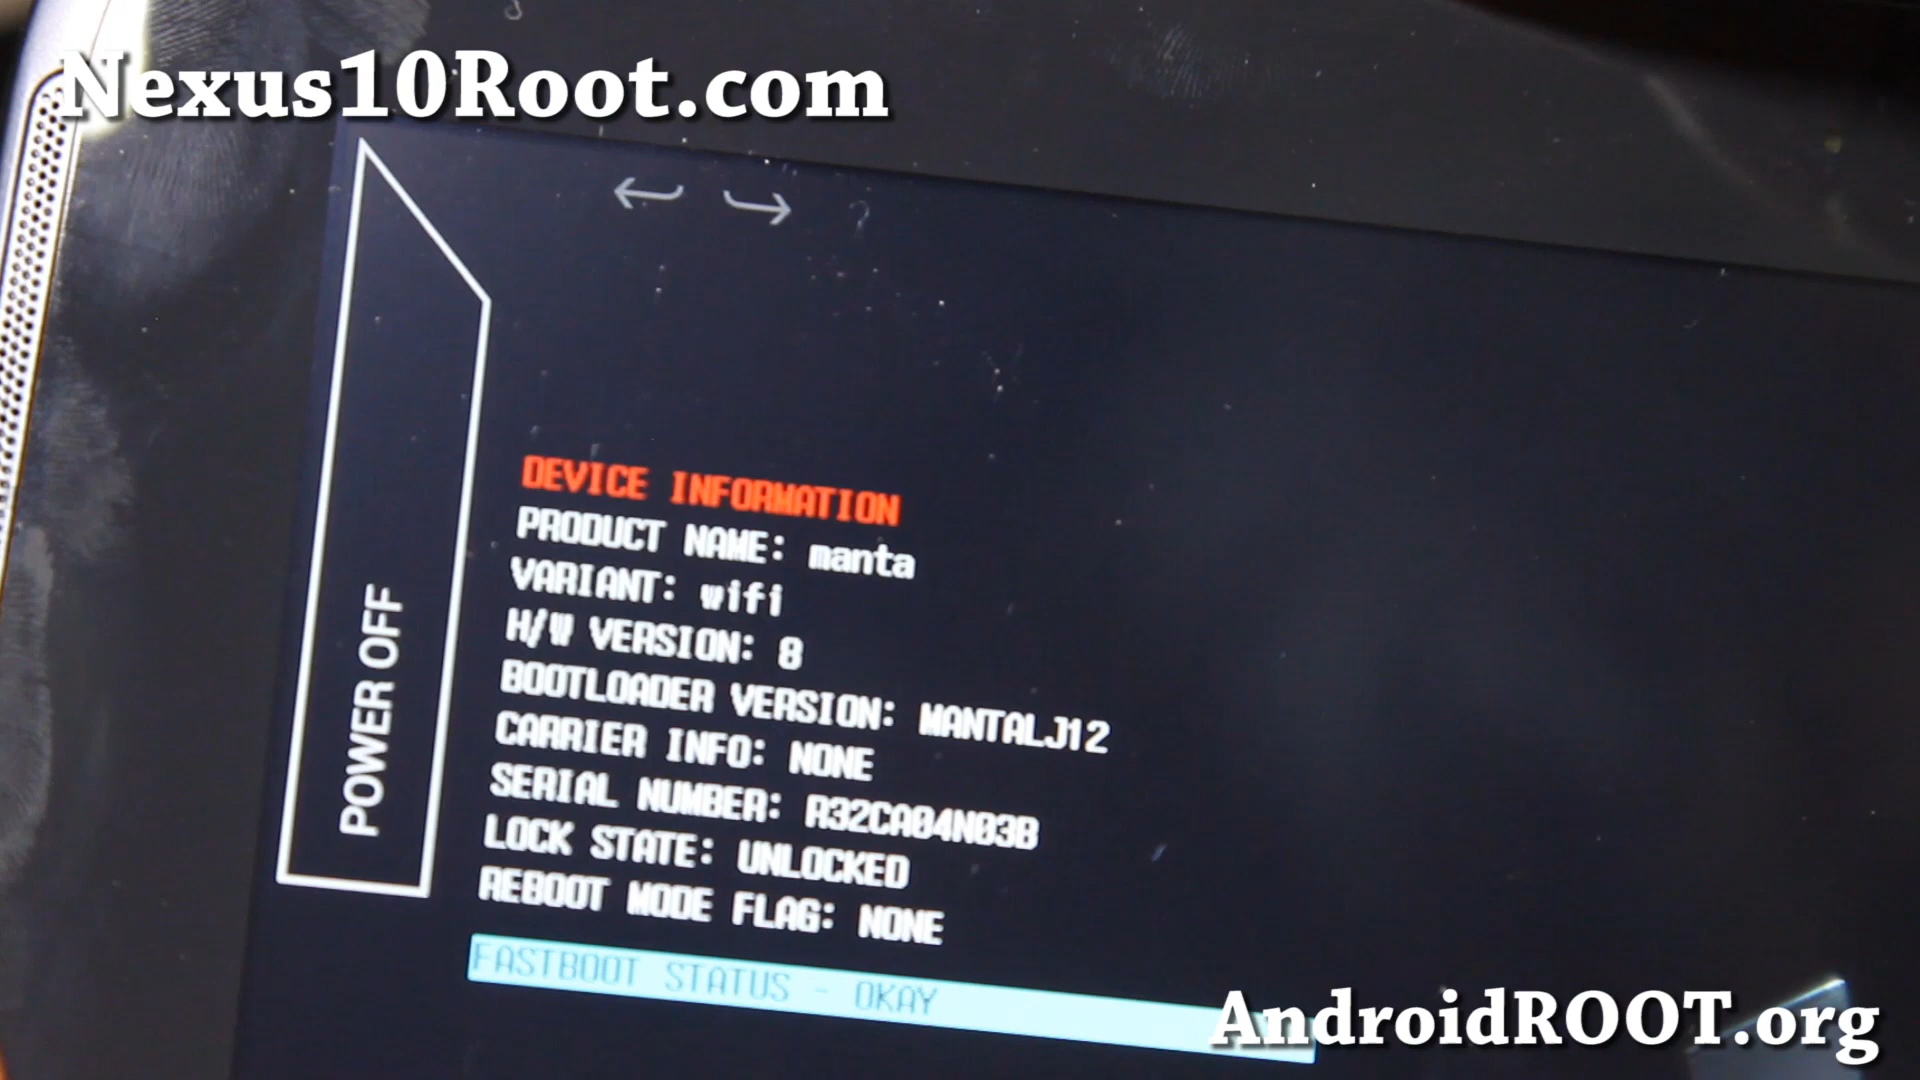 Nexus10Root.com
POWER OFF
DEVICE INFORMATION
PRODUCT NAME: manta
VARIANT: wifi
H/W VERSION: 8
BOOTLOADER VERSION: MANTALJ12
CARRIER INFO: NONE
SERIAL NUMBER: R32CA04N03B
LOCK STATE: UNLOCKED
REBOOT MODE FLAG: NONE
FASTBOOT STATUS - OKAY
AndroidROOT.org